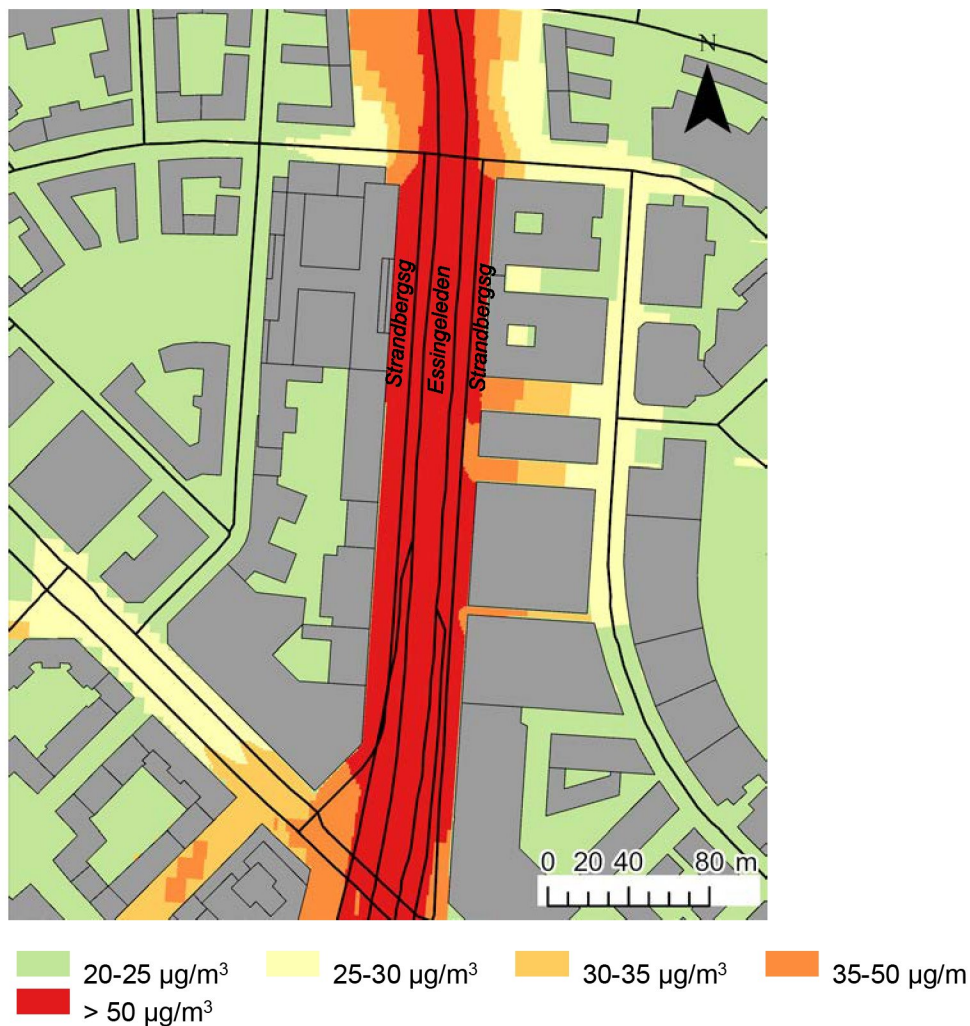 N
Strandbergsg
Essingeleden
Strandbergsg
0 20 40 80 m
20-25 µg/m³ 25-30 µg/m³ 30-35 µg/m³ 35-50 µg/m
> 50 µg/m³